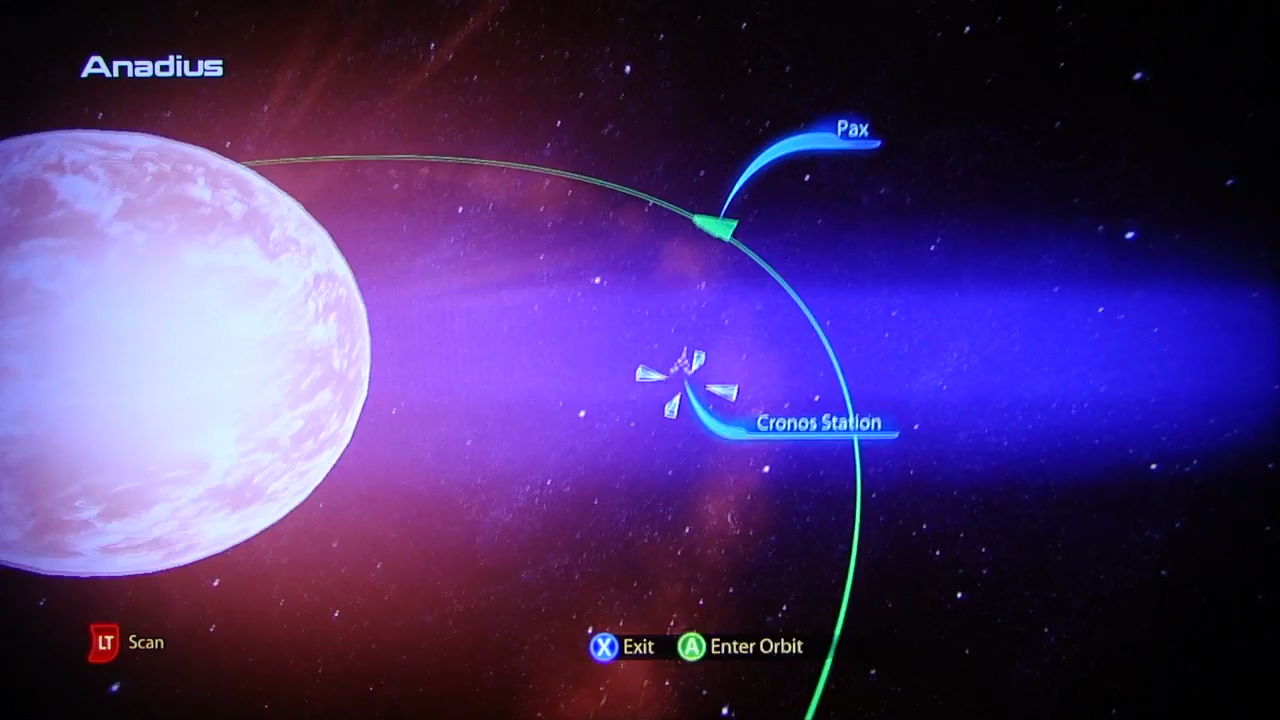 Anadius
Pax
Cronos Station
LT Scan
X Exit A Enter Orbit